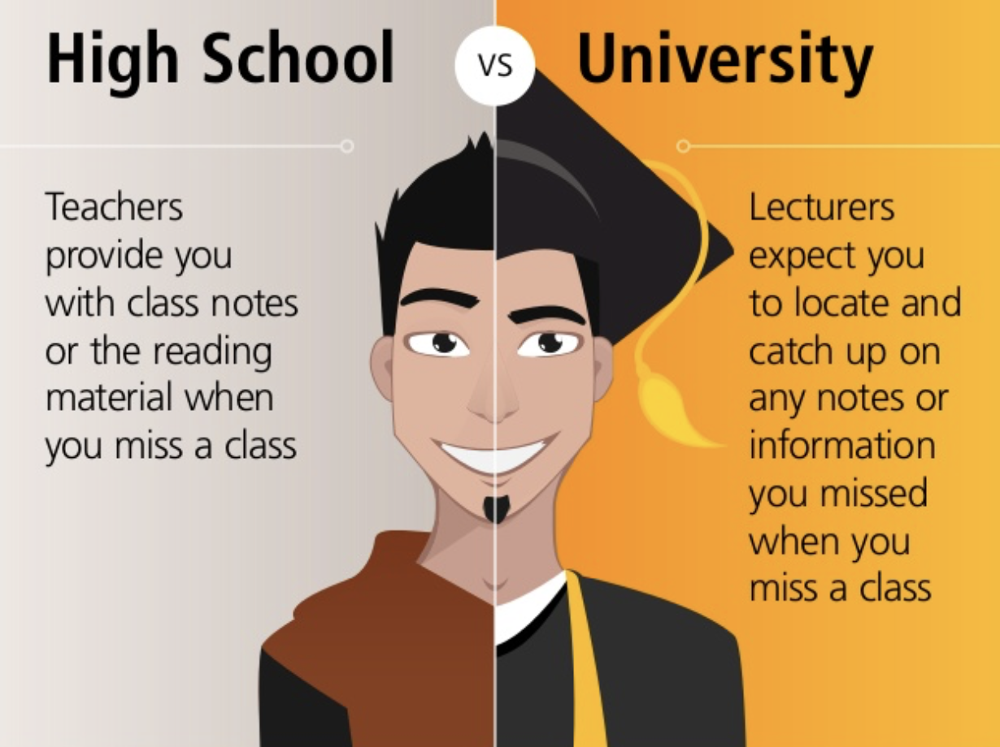 High School
VS
University
Teachers
provide you
with class notes
or the reading
material when
you miss a class
Lecturers
expect you
to locate and
catch up on
any notes or
information
you missed
when you
miss a class